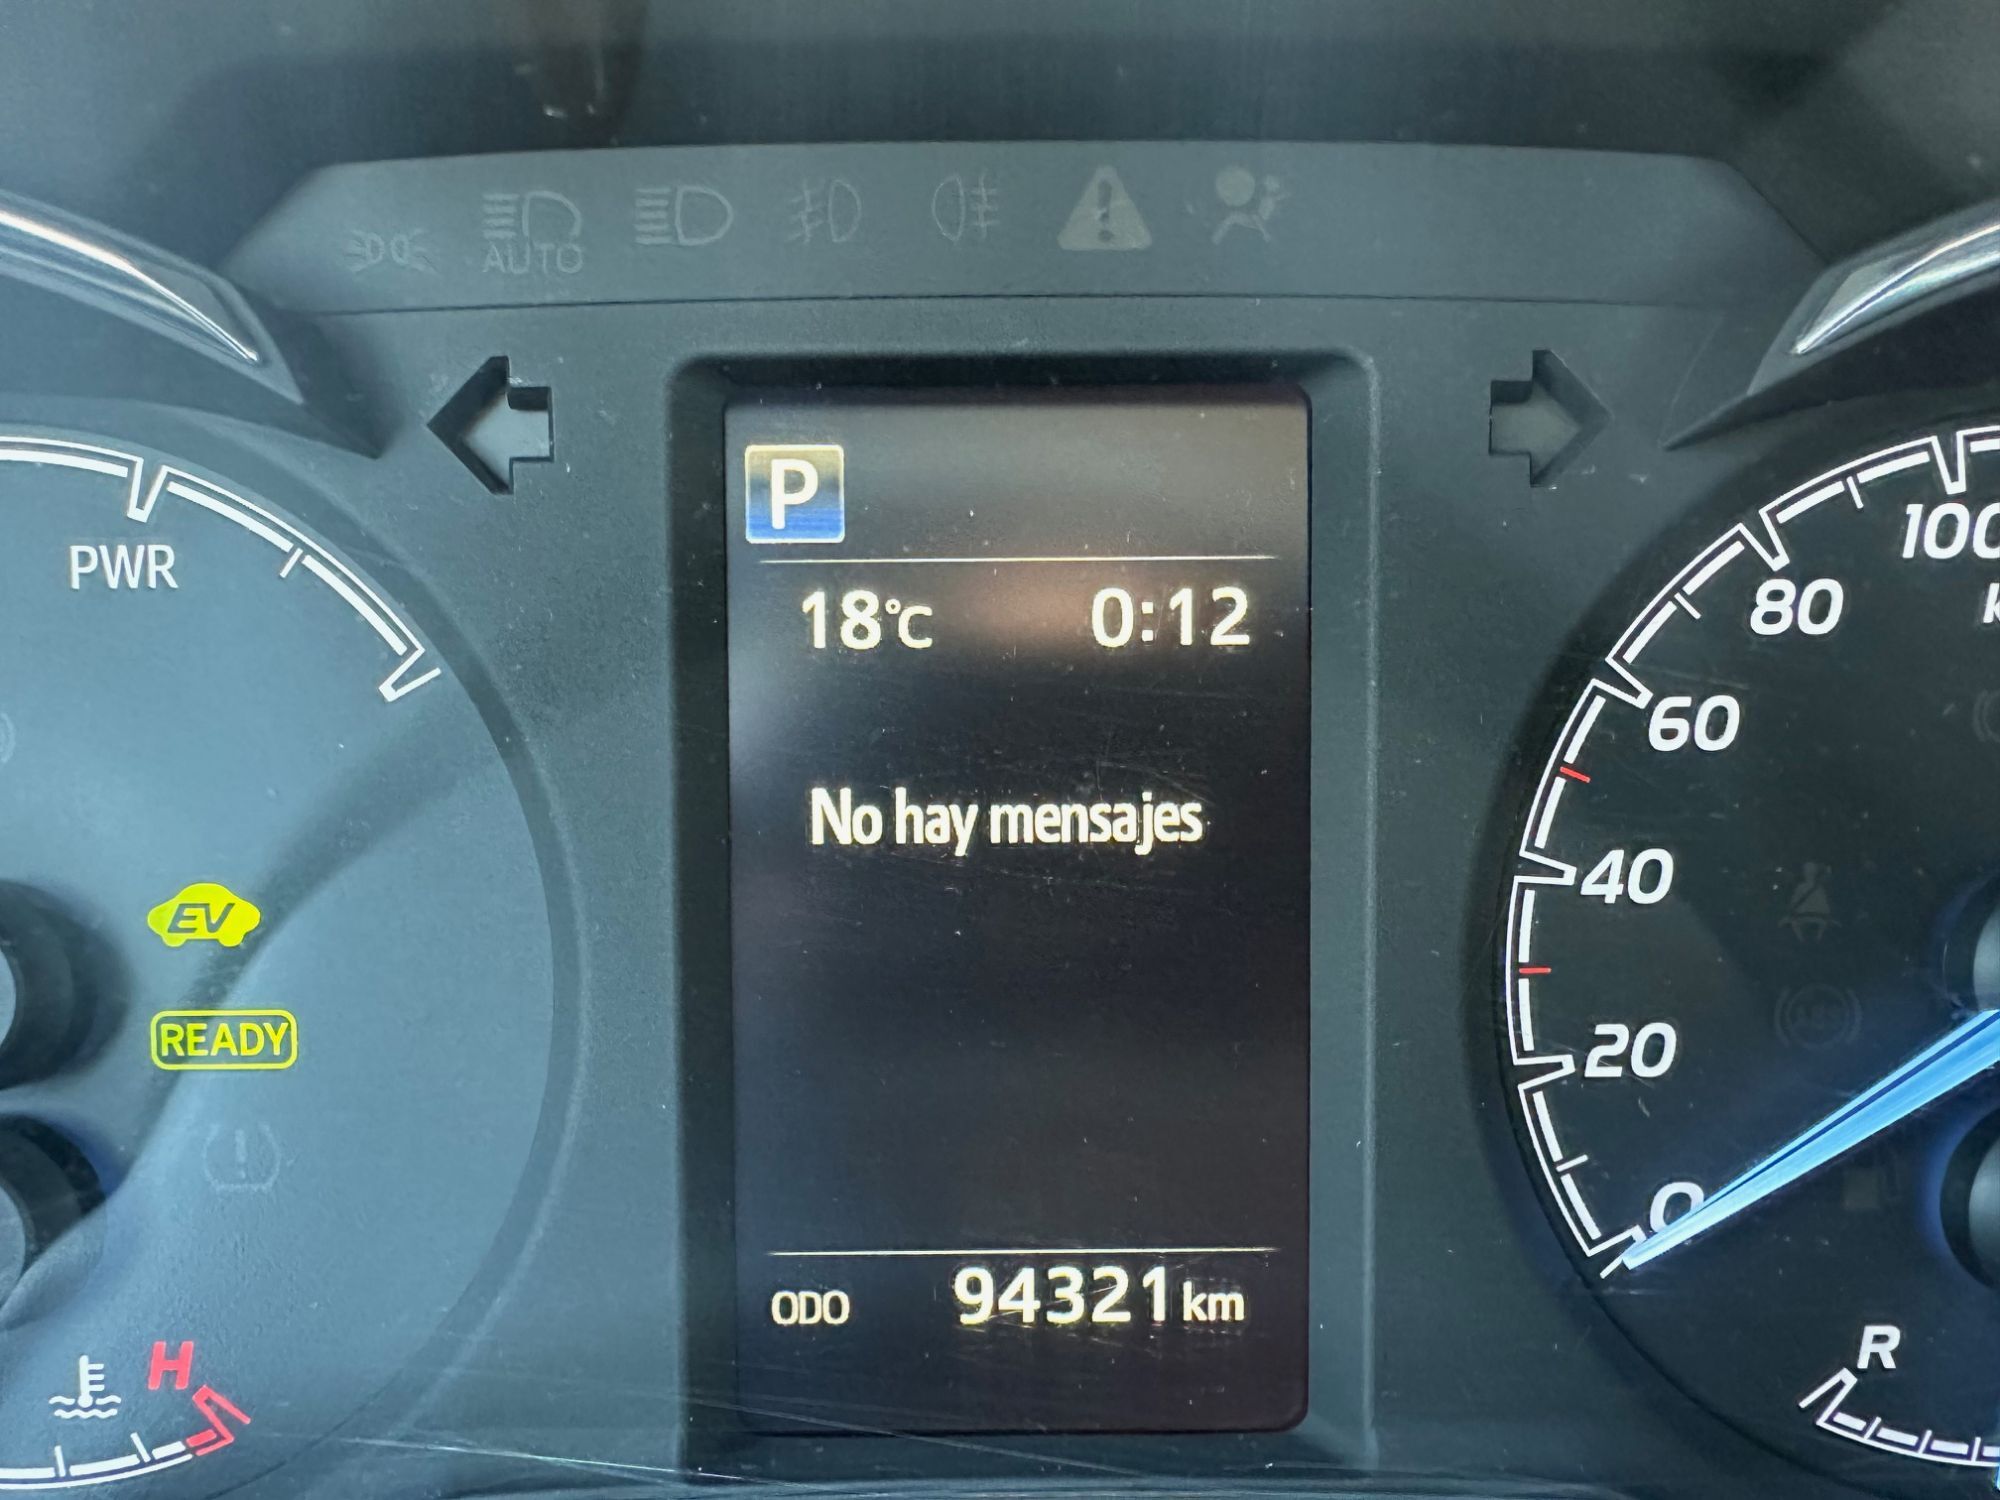 AUTO
P
100
PWR
18°C 0:12
80
60
No hay mensajes
40
EV
READY
ABS
20
0
ODO 94321 km
H
R